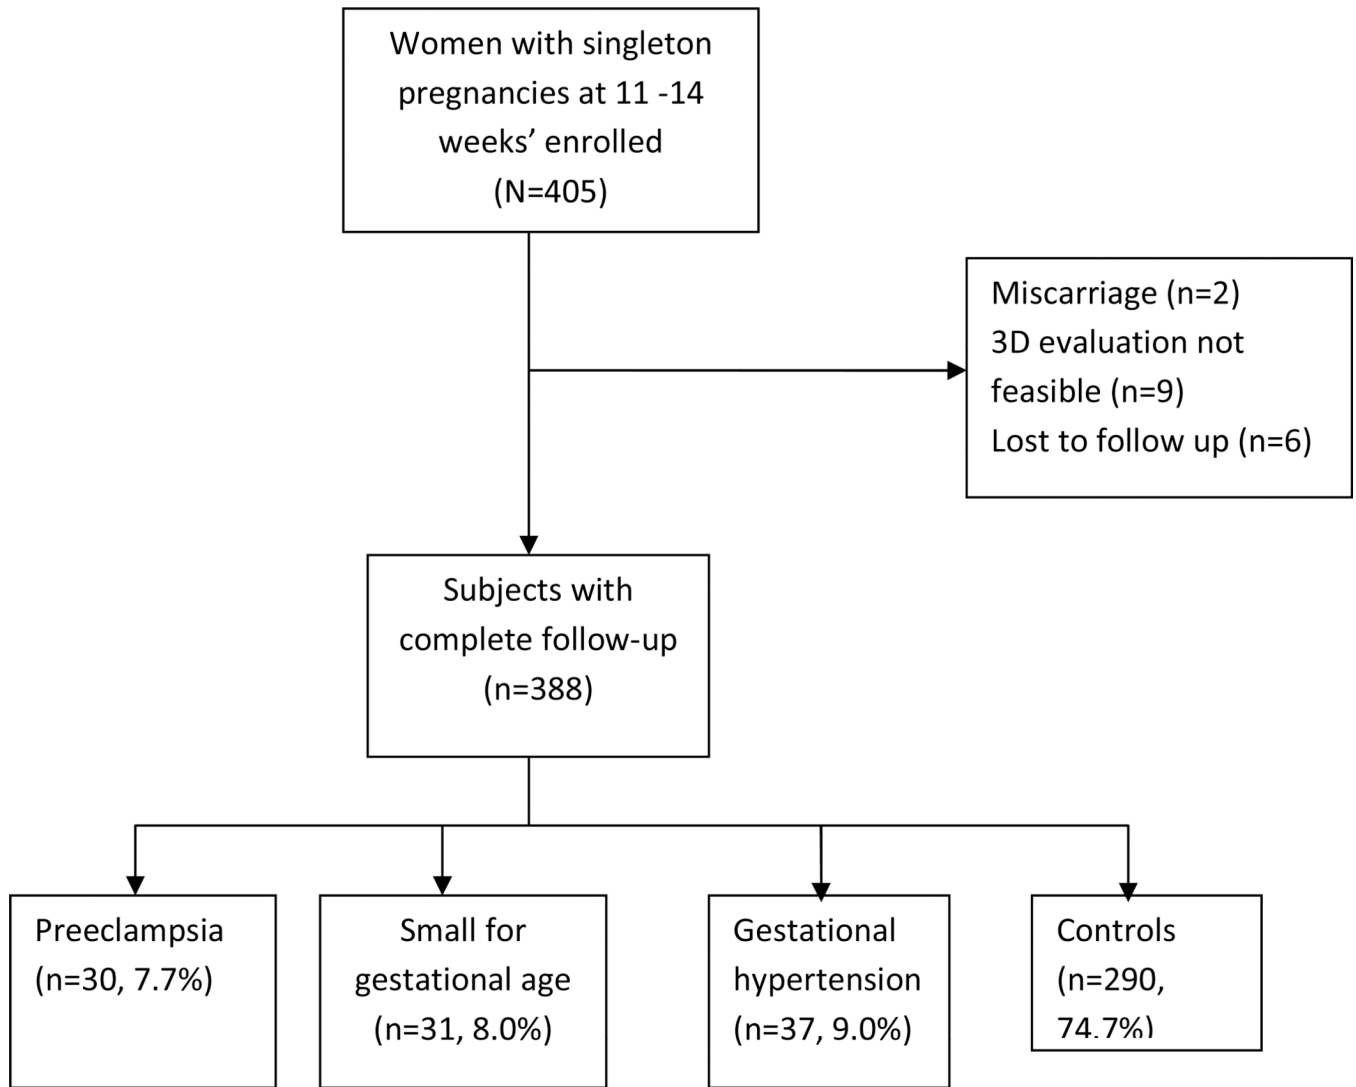 Women with singleton
pregnancies at 11 -14
weeks’ enrolled
(N=405)
Miscarriage (n=2)
3D evaluation not
feasible (n=9)
Lost to follow up (n=6)
Subjects with
complete follow-up
(n=388)
Preeclampsia
(n=30, 7.7%)
Small for
gestational age
(n=31, 8.0%)
Gestational
hypertension
(n=37, 9.0%)
Controls
(n=290,
74.7%)